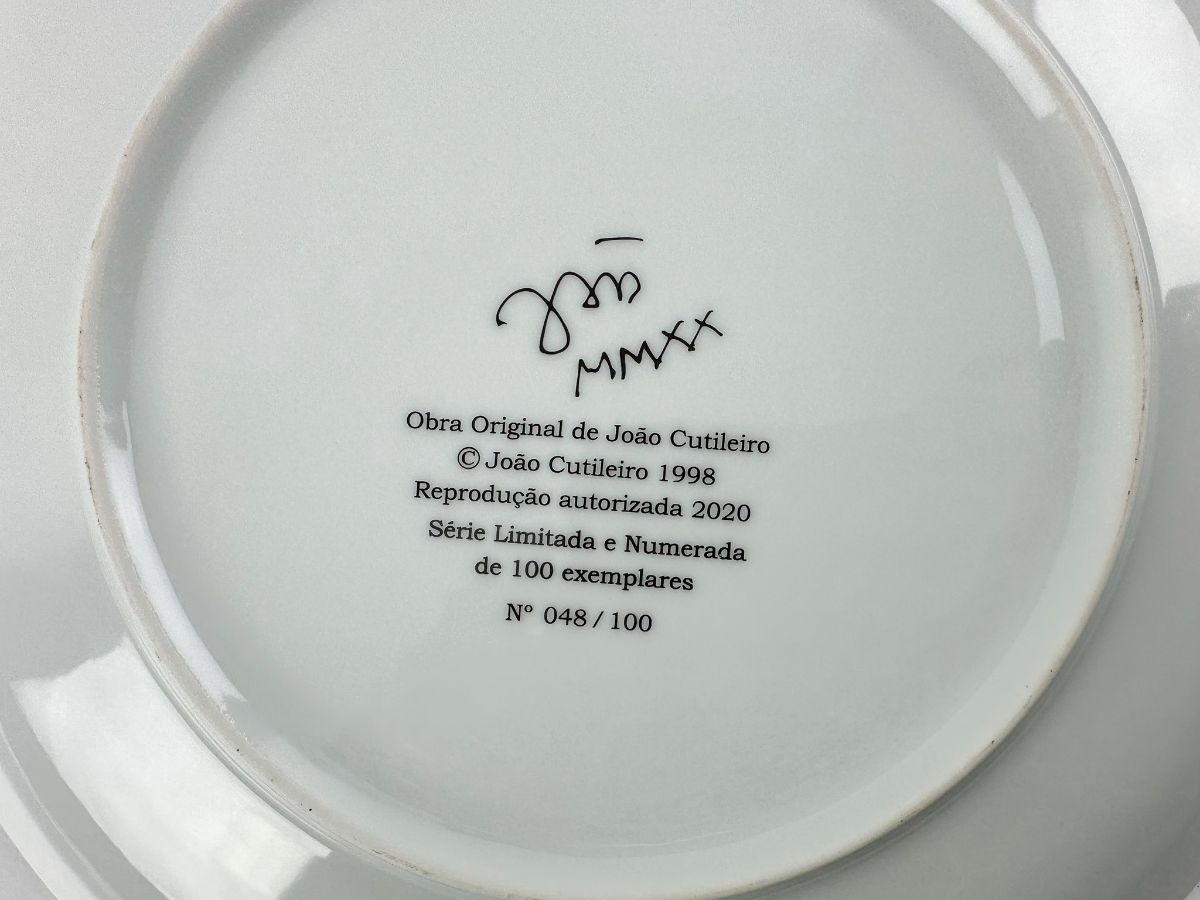 João
MMXX
Obra Original de João Cutileiro
© João Cutileiro 1998
Reprodução autorizada 2020
Série Limitada e Numerada
de 100 exemplares
Nº 048 / 100